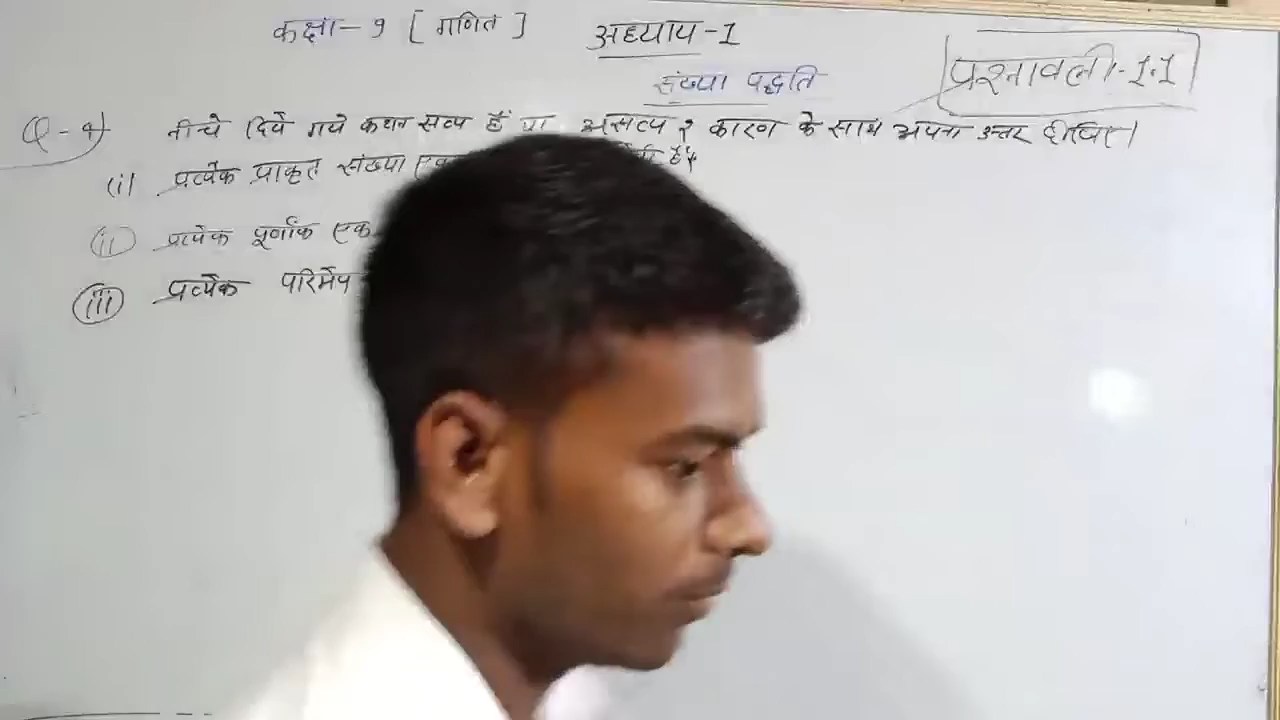 कक्षा-9 [गणित] अध्याय-1
संख्या पद्धति
प्रश्नावली-1.1
Q-4) नीचे दिये गये कथन सत्य हैं या असत्य ? कारण के साथ अपना उत्तर दीजिए।
(i) प्रत्येक प्राकृत संख्या
(ii) प्रत्येक पूर्णांक एक
(iii) प्रत्येक परिमेय